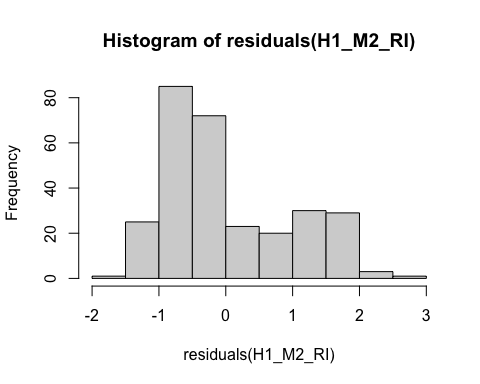 Histogram of residuals(H1_M2_RI)
Frequency
80
60
40
20
0
-2 -1 0 1 2 3
residuals(H1_M2_RI)